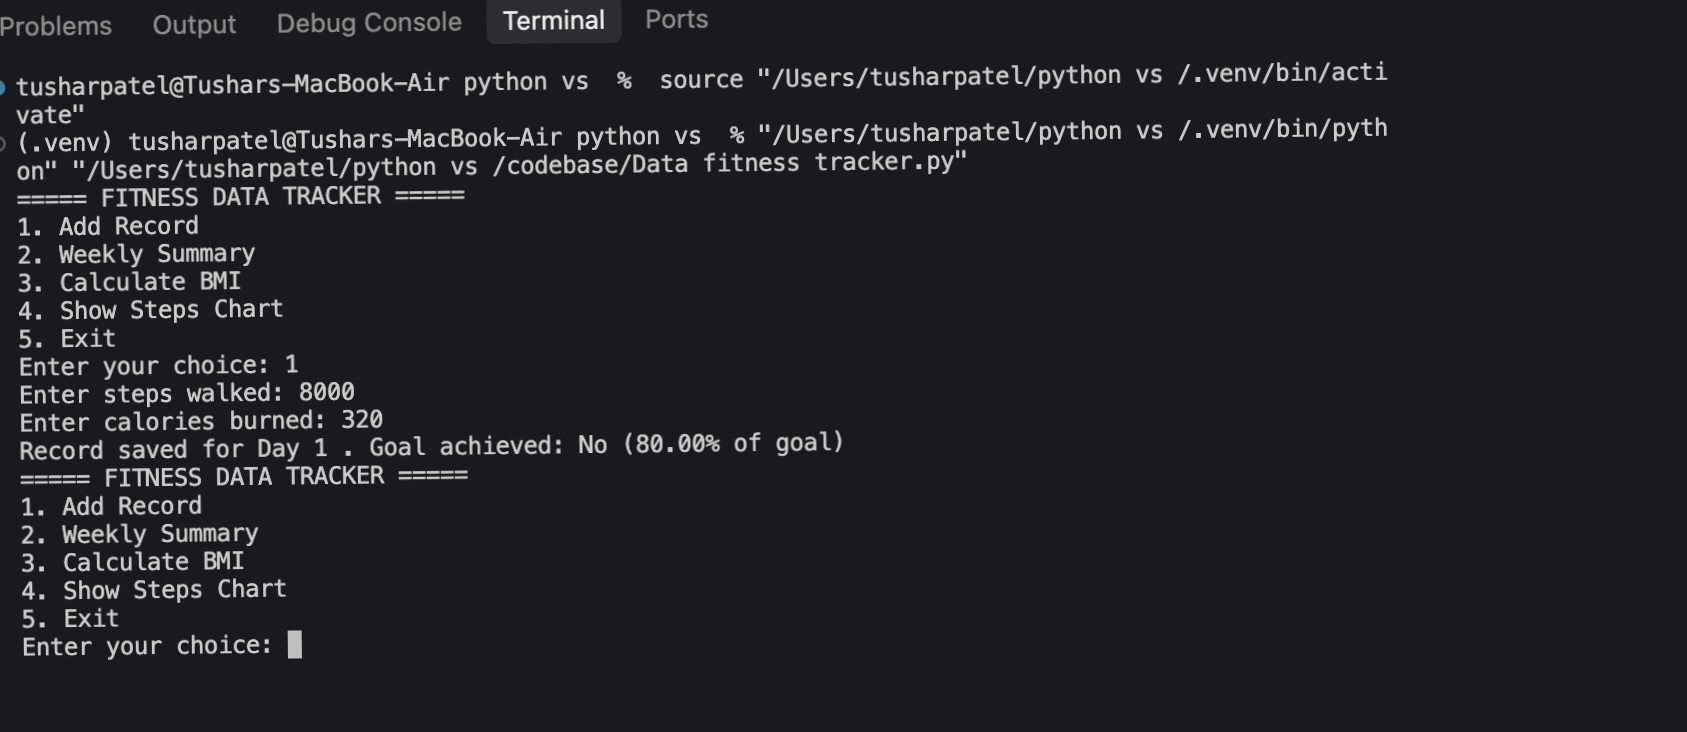 Problems Output Debug Console Terminal Ports
tusharpatel@Tushars-MacBook-Air python vs  %  source "/Users/tusharpatel/python vs /.venv/bin/acti
vate"
(.venv) tusharpatel@Tushars-MacBook-Air python vs  % "/Users/tusharpatel/python vs /.venv/bin/pyth
on" "/Users/tusharpatel/python vs /codebase/Data fitness tracker.py"
===== FITNESS DATA TRACKER =====
1. Add Record
2. Weekly Summary
3. Calculate BMI
4. Show Steps Chart
5. Exit
Enter your choice: 1
Enter steps walked: 8000
Enter calories burned: 320
Record saved for Day 1 . Goal achieved: No (80.00% of goal)
===== FITNESS DATA TRACKER =====
1. Add Record
2. Weekly Summary
3. Calculate BMI
4. Show Steps Chart
5. Exit
Enter your choice: